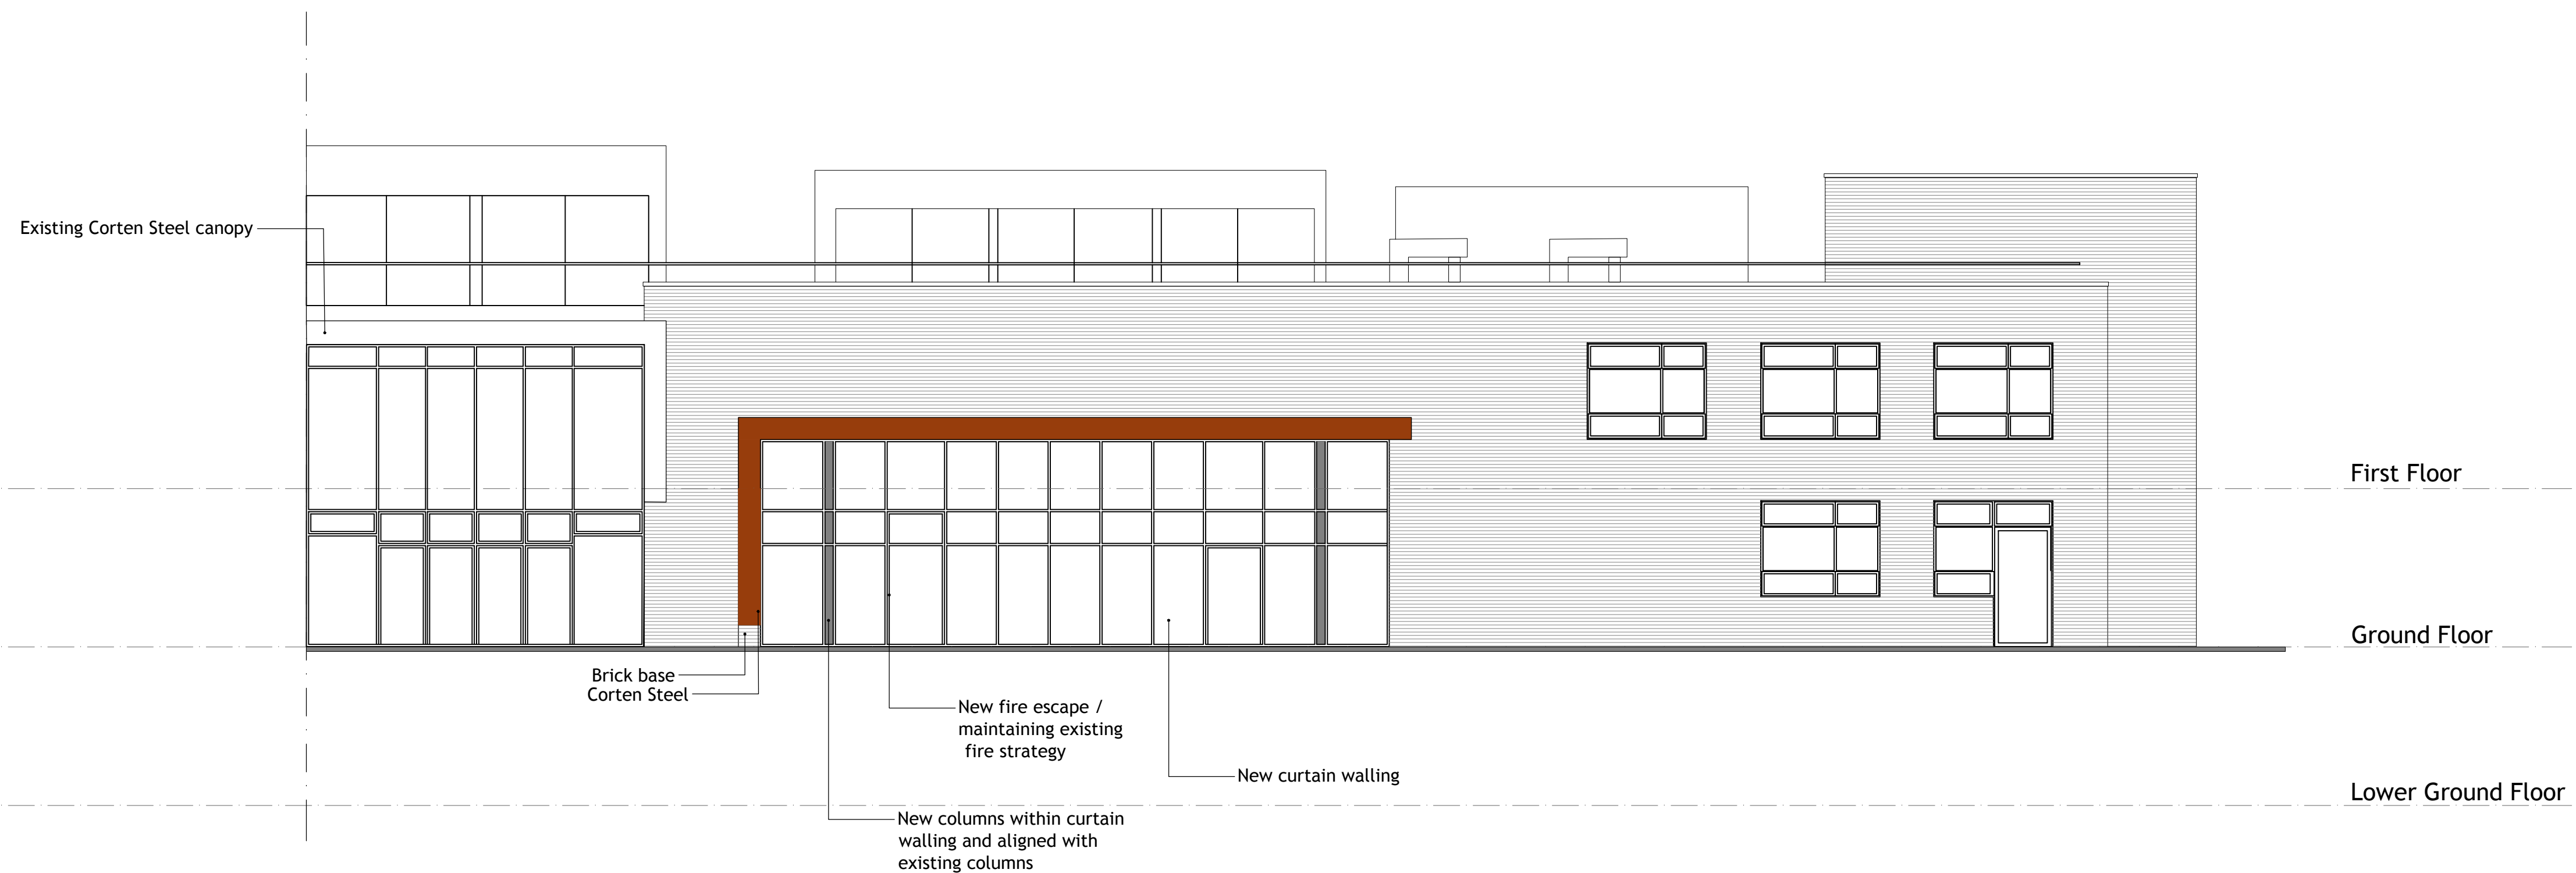 Existing Corten Steel canopy
First Floor
Ground Floor
Brick base
Corten Steel
New fire escape /
maintaining existing
fire strategy
New curtain walling
Lower Ground Floor
New columns within curtain
walling and aligned with
existing columns